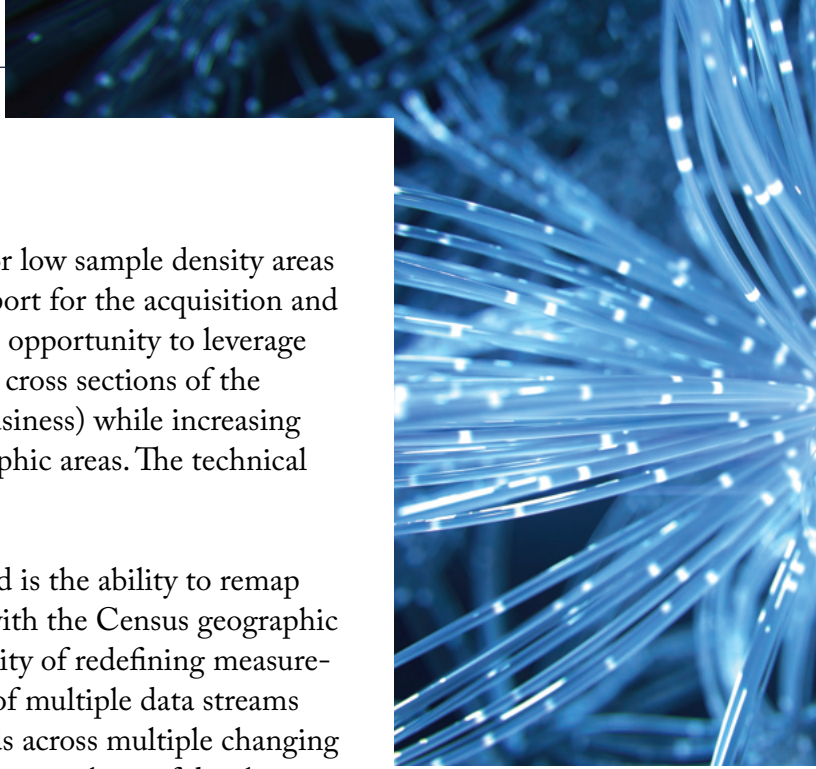 r low sample density areas
port for the acquisition and
opportunity to leverage
cross sections of the
siness) while increasing
phic areas. The technical
d is the ability to remap
with the Census geographic
ity of redefining measure-
of multiple data streams
s across multiple changing